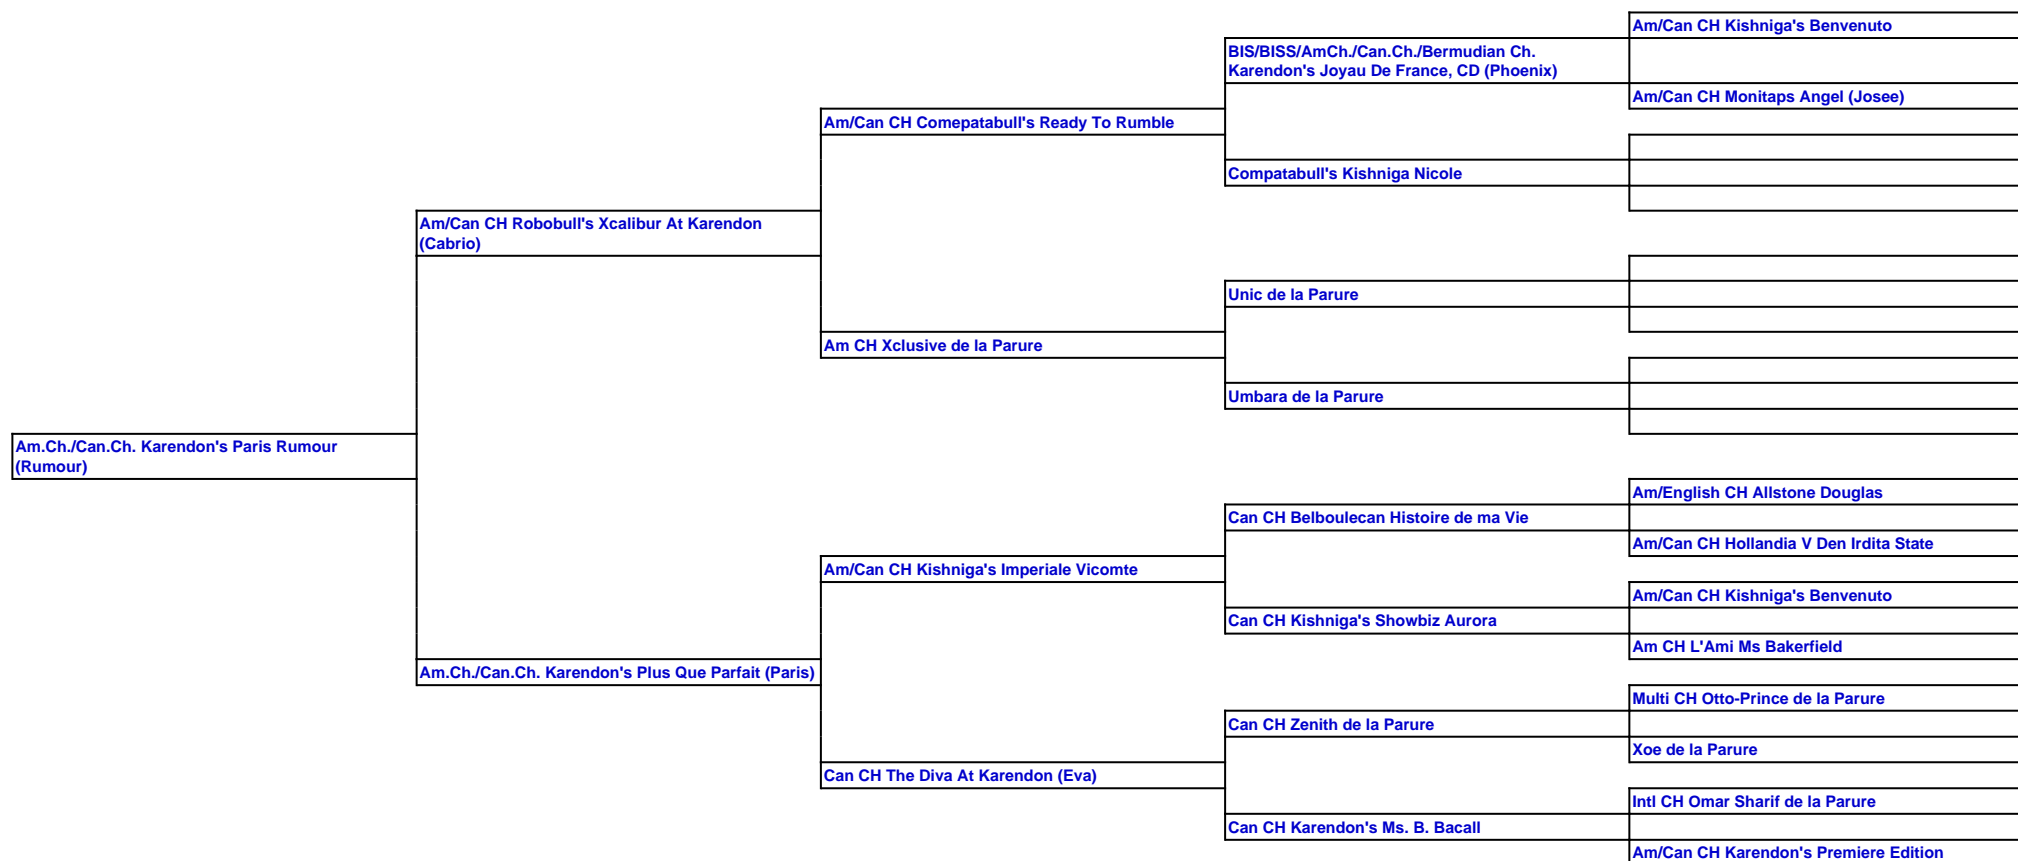 Am/Can CH Kishniga's Benvenuto
BIS/BISS/AmCh./Can.Ch./Bermudian Ch.
Karendon's Joyau De France, CD (Phoenix)
Am/Can CH Monitaps Angel (Josee)
Am/Can CH Comepatabull's Ready To Rumble
Compatabull's Kishniga Nicole
Am/Can CH Robobull's Xcalibur At Karendon
(Cabrio)
Unic de la Parure
Am CH Xclusive de la Parure
Umbara de la Parure
Am.Ch./Can.Ch. Karendon's Paris Rumour
(Rumour)
Am/English CH Allstone Douglas
Can CH Belboulecan Histoire de ma Vie
Am/Can CH Hollandia V Den Irdita State
Am/Can CH Kishniga's Imperiale Vicomte
Am/Can CH Kishniga's Benvenuto
Can CH Kishniga's Showbiz Aurora
Am CH L'Ami Ms Bakerfield
Am.Ch./Can.Ch. Karendon's Plus Que Parfait (Paris)
Multi CH Otto-Prince de la Parure
Can CH Zenith de la Parure
Xoe de la Parure
Can CH The Diva At Karendon (Eva)
Intl CH Omar Sharif de la Parure
Can CH Karendon's Ms. B. Bacall
Am/Can CH Karendon's Premiere Edition